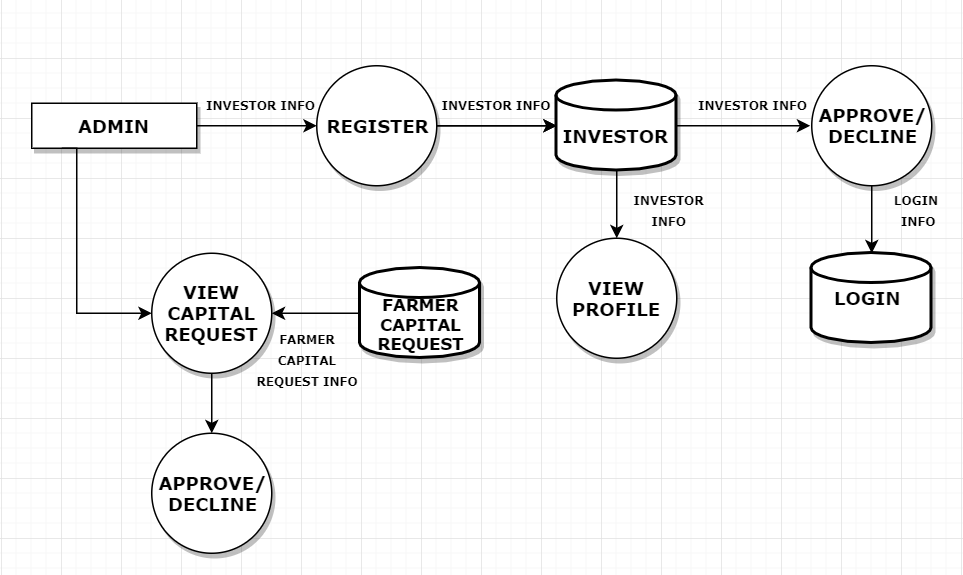 INVESTOR INFO
INVESTOR INFO
INVESTOR INFO
ADMIN
REGISTER
INVESTOR
APPROVE/
DECLINE
INVESTOR
INFO
LOGIN
INFO
VIEW
CAPITAL
REQUEST
FARMER
CAPITAL
REQUEST
VIEW
PROFILE
LOGIN
FARMER
CAPITAL
REQUEST INFO
APPROVE/
DECLINE